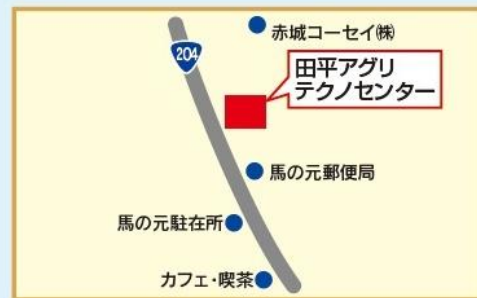 204
赤城コーセイ㈱
田平アグリ
テクノセンター
馬の元郵便局
馬の元駐在所
カフェ・喫茶